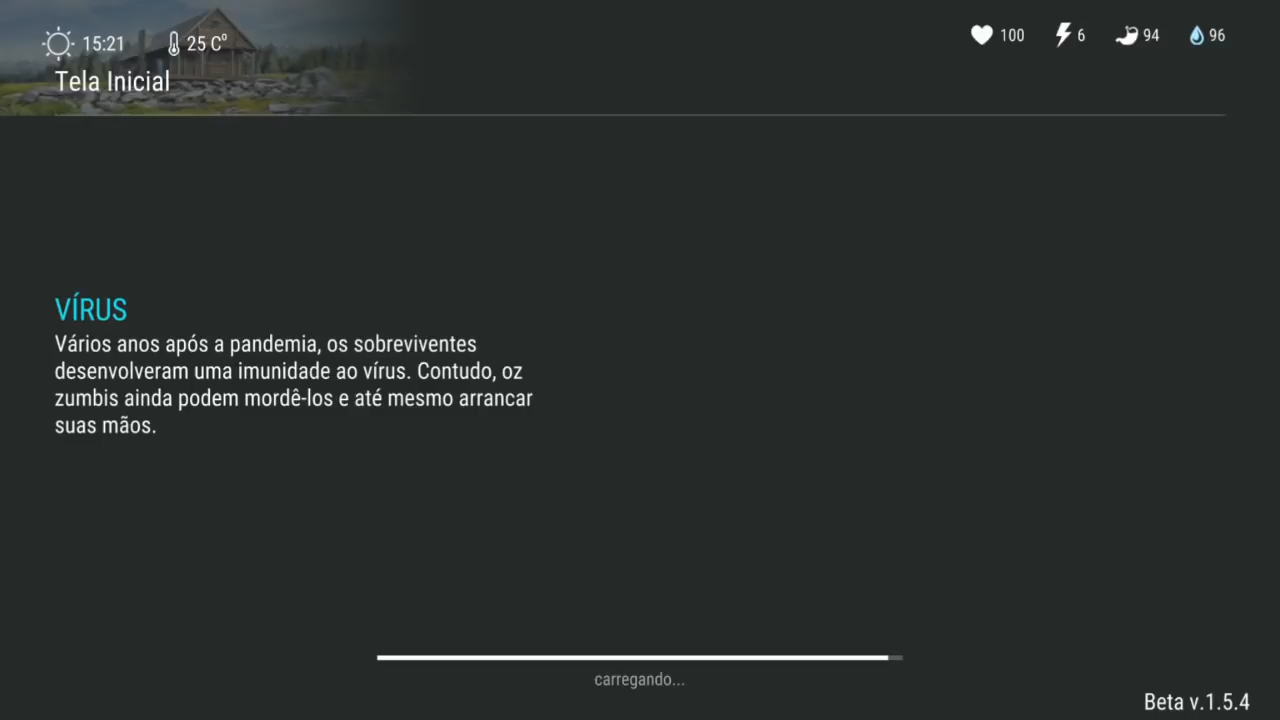 15:21 25 Cº
100 6 94 96
Tela Inicial
VÍRUS
Vários anos após a pandemia, os sobreviventes
desenvolveram uma imunidade ao vírus. Contudo, oz
zumbis ainda podem mordê-los e até mesmo arrancar
suas mãos.
carregando...
Beta v.1.5.4